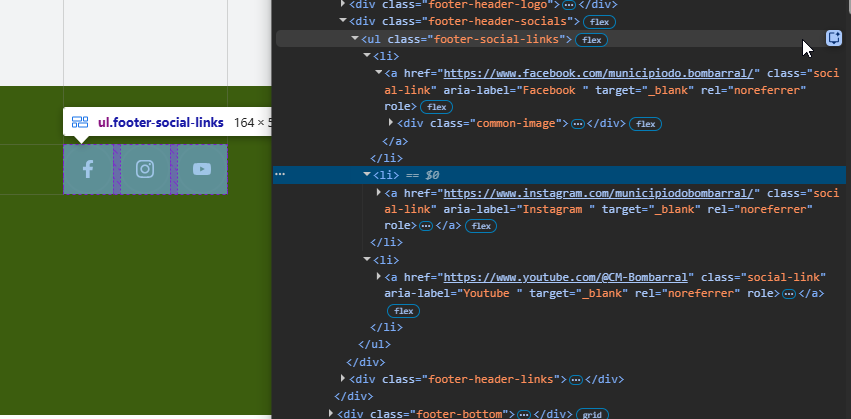 <div class="footer-header-logo"> ⋯ </div>
<div class="footer-header-socials"> flex
<ul class="footer-social-links"> flex
<li>
<a href="https://www.facebook.com/municipiodo.bombarral/" class="soci
al-link" aria-label="Facebook " target="_blank" rel="noreferrer"
role> flex
<div class="common-image"> ⋯ </div> flex
</a>
</li>
ul.footer-social-links 164 × 5
⋯ <li> == $0
<a href="https://www.instagram.com/municipiodobombarral/" class="soci
al-link" aria-label="Instagram " target="_blank" rel="noreferrer"
role> ⋯ </a> flex
</li>
<li>
<a href="https://www.youtube.com/@CM-Bombarral" class="social-link"
aria-label="Youtube " target="_blank" rel="noreferrer" role> ⋯ </a>
flex
</li>
</ul>
</div>
<div class="footer-header-links"> ⋯ </div>
</div>
<div class="footer-bottom"> ⋯ </div> grid